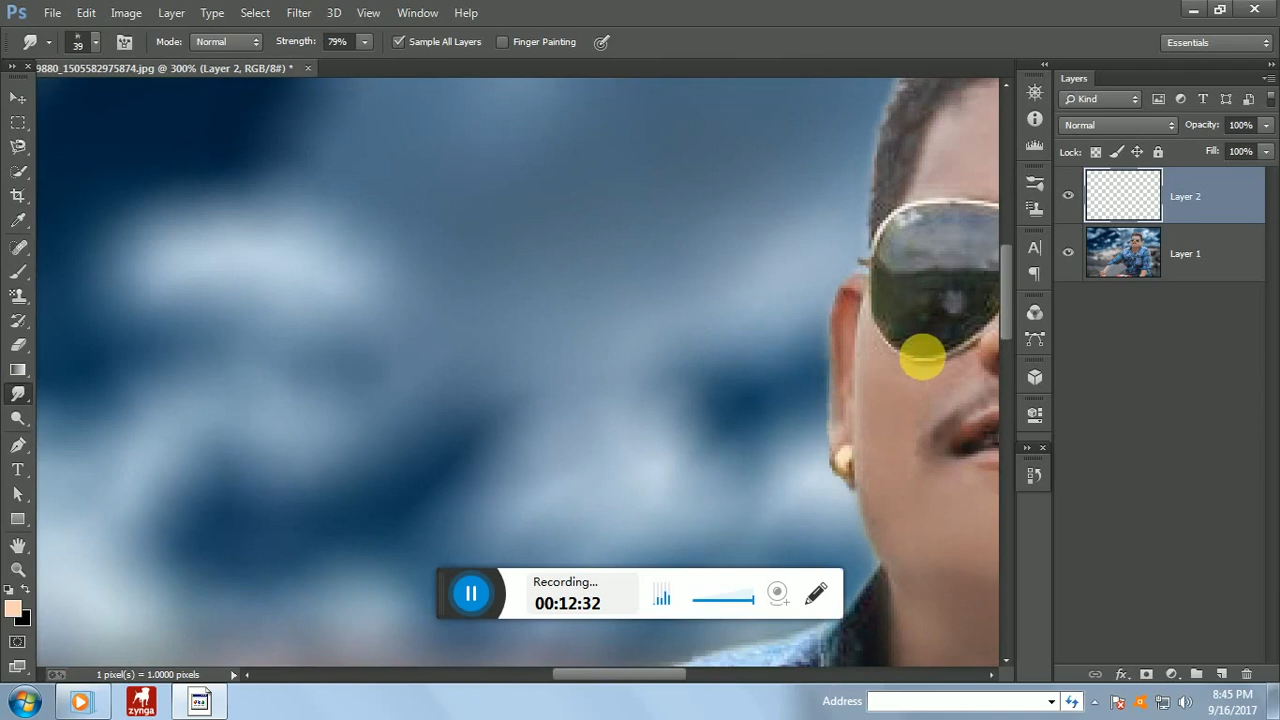 Ps File Edit Image Layer Type Select Filter 3D View Window Help
39 Mode: Normal Strength: 79% Sample All Layers Finger Painting Essentials
9880_1505582975874.jpg @ 300% (Layer 2, RGB/8#) *
Layers
Kind
Normal Opacity: 100%
Lock: Fill: 100%
Layer 2
Layer 1
Recording...
00:12:32
1 pixel(s) = 1.0000 pixels
zynga
Address
8:45 PM
9/16/2017